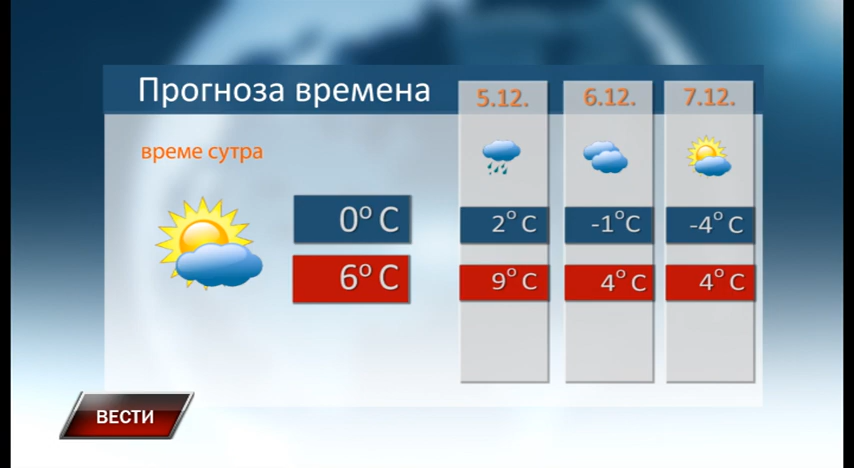 Прогноза времена
време сутра
0° C
6° C
5.12.
2° C
9° C
6.12.
-1°C
4° C
7.12.
-4° C
4° C
ВЕСТИ